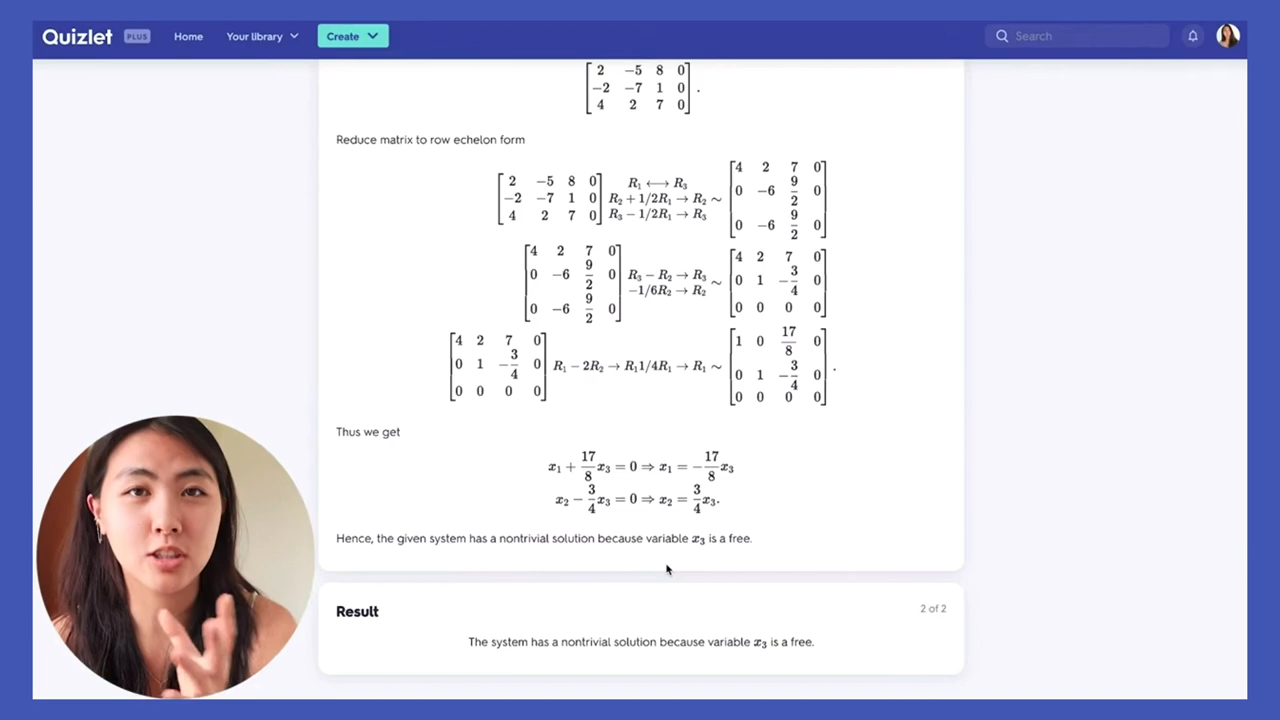 Quizlet PLUS Home Your library Create Search
[2 −5 8 0]
[−2 −7 1 0]
[4 2 7 0] .
Reduce matrix to row echelon form
[2 −5 8 0] R₁ ⟷ R₃ [4 2 7 0]
[−2 −7 1 0] R₂ + 1/2R₁ → R₂ ∼ [0 −6 9/2 0]
[4 2 7 0] R₃ − 1/2R₁ → R₃ [0 −6 9/2 0]
[4 2 7 0] [4 2 7 0]
[0 −6 9/2 0] R₃ − R₂ → R₃ ∼ [0 1 −3/4 0]
[0 −6 9/2 0] −1/6R₂ → R₂ [0 0 0 0]
[4 2 7 0] [1 0 17/8 0]
[0 1 −3/4 0] R₁ − 2R₂ → R₁1/4R₁ → R₁ ∼ [0 1 −3/4 0] .
[0 0 0 0] [0 0 0 0]
Thus we get
x₁ + 17/8 x₃ = 0 ⇒ x₁ = −17/8 x₃
x₂ − 3/4 x₃ = 0 ⇒ x₂ = 3/4 x₃.
Hence, the given system has a nontrivial solution because variable x₃ is a free.
Result 2 of 2
The system has a nontrivial solution because variable x₃ is a free.